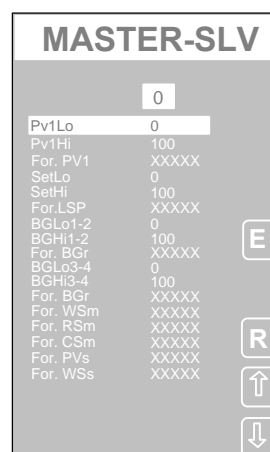 MASTER-SLV
0
Pv1Lo 0
Pv1Hi 100
For. PV1 XXXXX
SetLo 0
SetHi 100
For.LSP XXXXX
BGLo1-2 0
BGHi1-2 100
For. BGr XXXXX
BGLo3-4 0
BGHi3-4 100
For. BGr XXXXX
For. WSm XXXXX
For. RSm XXXXX
For. CSm XXXXX
For. PVs XXXXX
For. WSs XXXXX
E
R